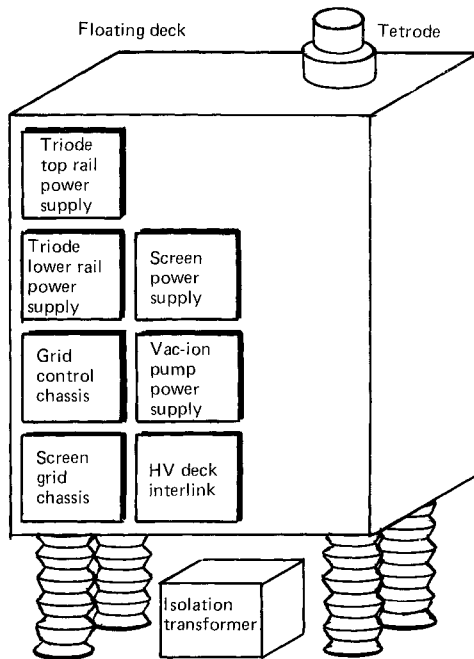 Floating deck
Tetrode
Triode
top rail
power
supply
Triode
lower rail
power
supply
Screen
power
supply
Grid
control
chassis
Vac-ion
pump
power
supply
Screen
grid
chassis
HV deck
interlink
Isolation
transformer